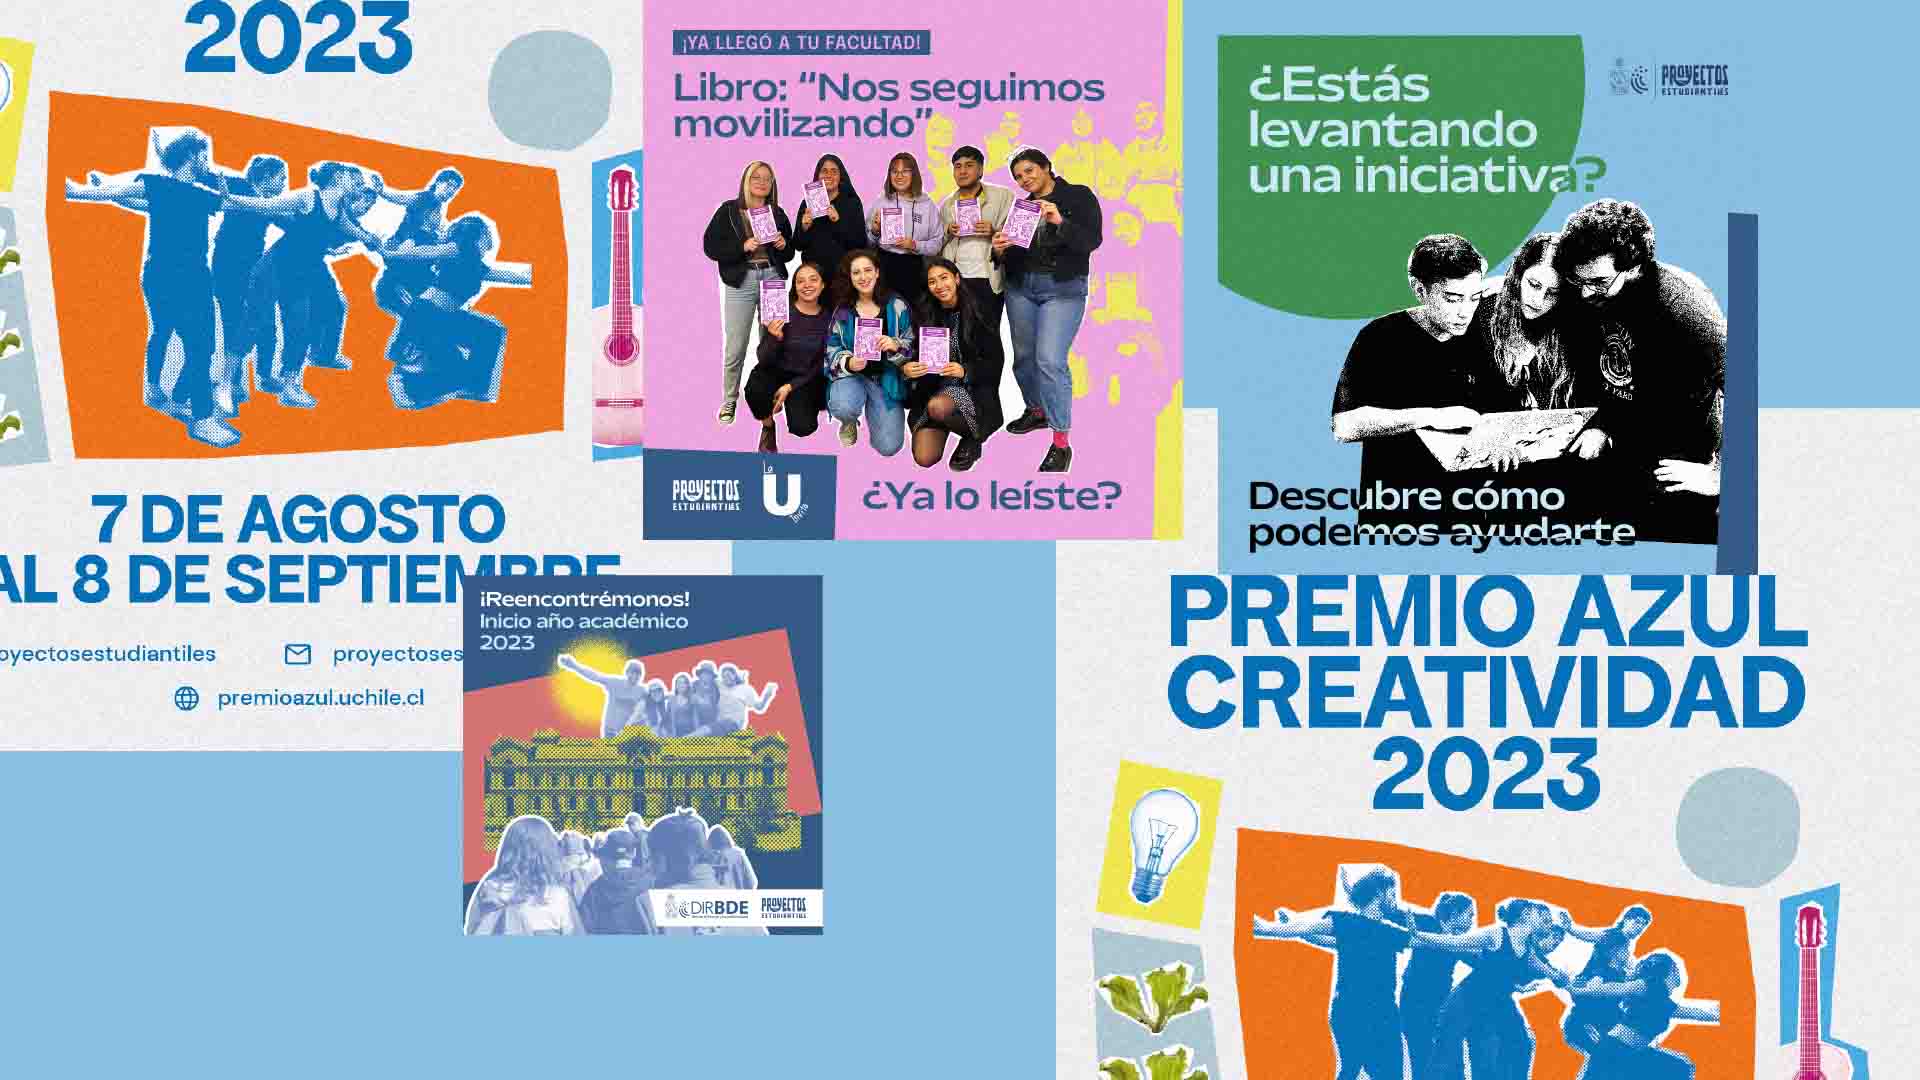 2023
7 DE AGOSTO
AL 8 DE SEPTIEMBRE
oyectosestudiantiles
proyectoses
premioazul.uchile.cl
¡YA LLEGÓ A TU FACULTAD!
Libro: “Nos seguimos
movilizando”
PROYECTOS
ESTUDIANTILES
La
U
Invita
¿Ya lo leíste?
¿Estás
levantando
una iniciativa?
PROYECTOS
ESTUDIANTILES
Descubre cómo
podemos ayudarte
¡Reencontrémonos!
Inicio año académico
2023
DIRBDE
PROYECTOS
ESTUDIANTILES
PREMIO AZUL
CREATIVIDAD
2023